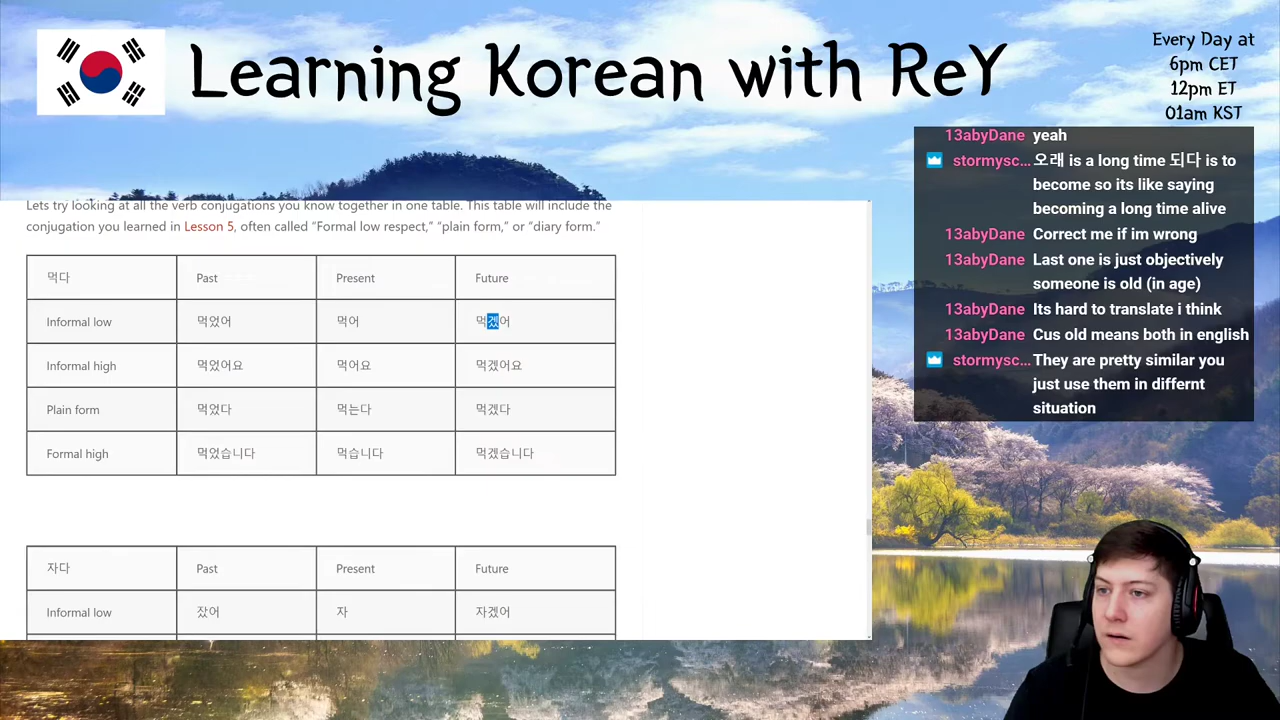 Learning Korean with ReY
Every Day at
6pm CET
12pm ET
01am KST
13abyDane yeah
stormysc... 오래 is a long time 되다 is to
become so its like saying
becoming a long time alive
13abyDane Correct me if im wrong
13abyDane Last one is just objectively
someone is old (in age)
13abyDane Its hard to translate i think
13abyDane Cus old means both in english
stormysc... They are pretty similar you
just use them in differnt
situation
Lets try looking at all the verb conjugations you know together in one table. This table will include the
conjugation you learned in Lesson 5, often called “Formal low respect,” “plain form,” or “diary form.”
먹다 Past Present Future
Informal low 먹었어 먹어 먹겠어
Informal high 먹었어요 먹어요 먹겠어요
Plain form 먹었다 먹는다 먹겠다
Formal high 먹었습니다 먹습니다 먹겠습니다
자다 Past Present Future
Informal low 잤어 자 자겠어